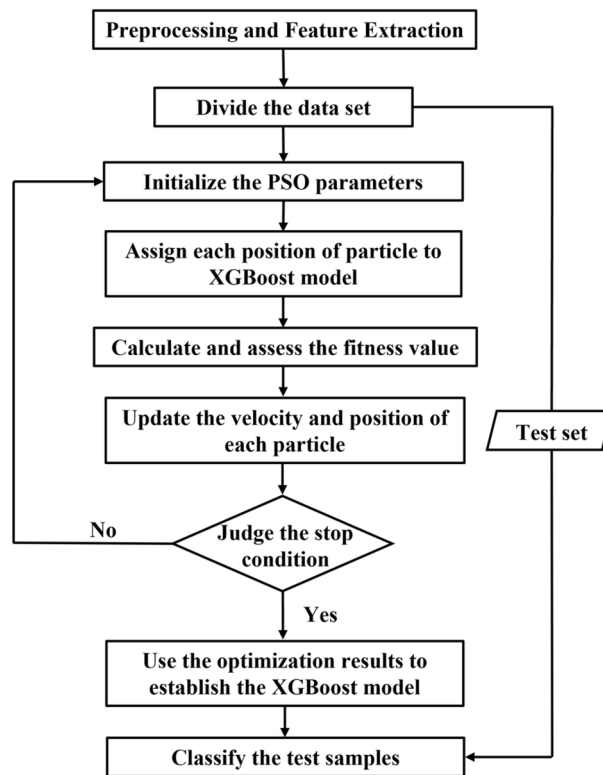 Preprocessing and Feature Extraction
Divide the data set
Initialize the PSO parameters
Assign each position of particle to
XGBoost model
Calculate and assess the fitness value
Update the velocity and position of
each particle
Test set
No
Judge the stop
condition
Yes
Use the optimization results to
establish the XGBoost model
Classify the test samples